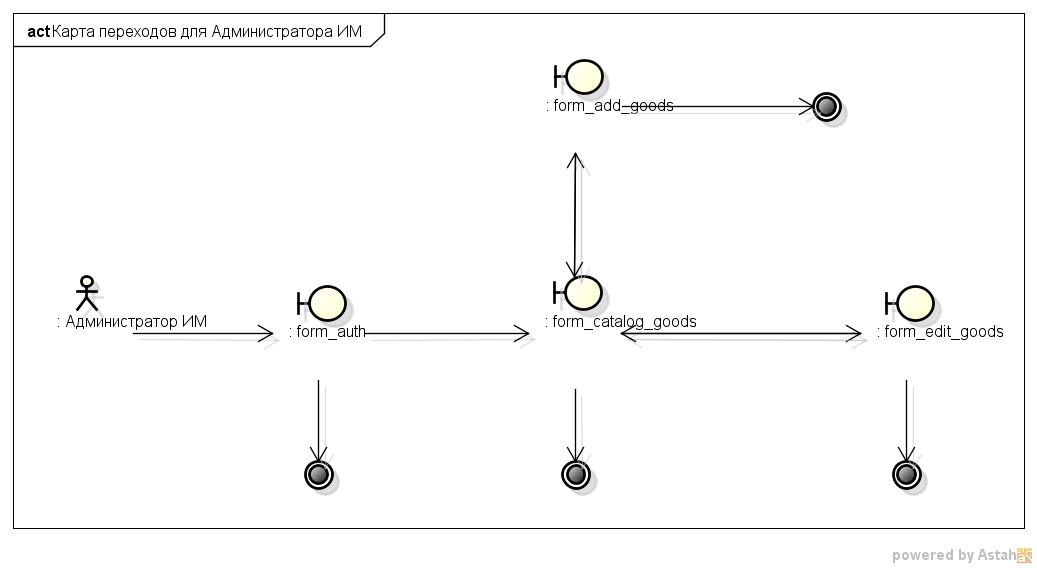 act Карта переходов для Администратора ИМ
: form_add_goods
: Администратор ИМ
: form_auth
: form_catalog_goods
: form_edit_goods
powered by Astah